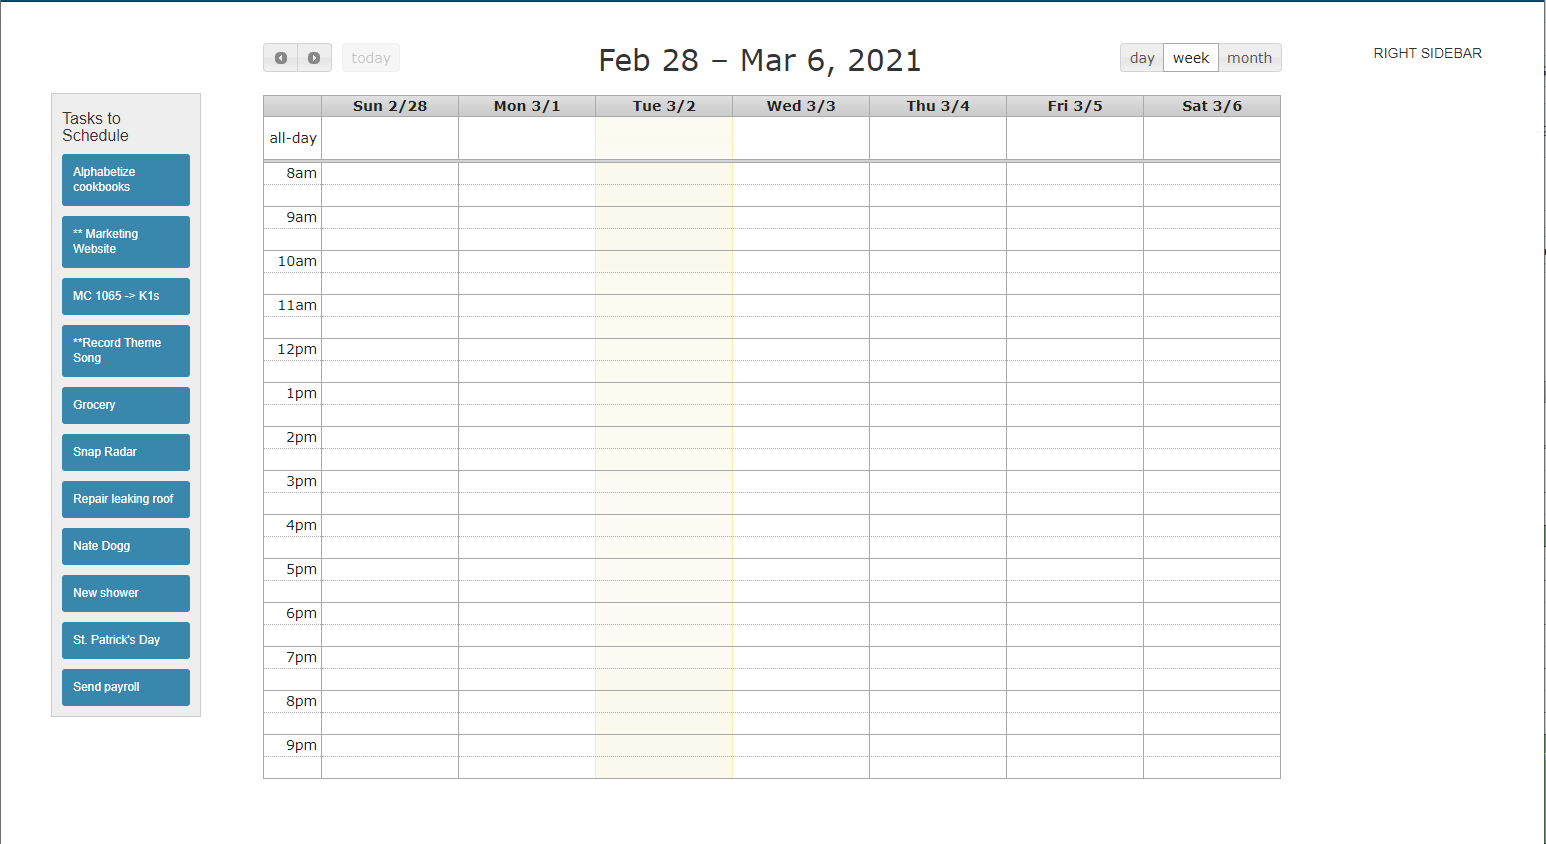 today
Feb 28 – Mar 6, 2021
day week month
RIGHT SIDEBAR
Tasks to
Schedule
Alphabetize
cookbooks
** Marketing
Website
MC 1065 -> K1s
**Record Theme
Song
Grocery
Snap Radar
Repair leaking roof
Nate Dogg
New shower
St. Patrick's Day
Send payroll
Sun 2/28 Mon 3/1 Tue 3/2 Wed 3/3 Thu 3/4 Fri 3/5 Sat 3/6
all-day
8am
9am
10am
11am
12pm
1pm
2pm
3pm
4pm
5pm
6pm
7pm
8pm
9pm